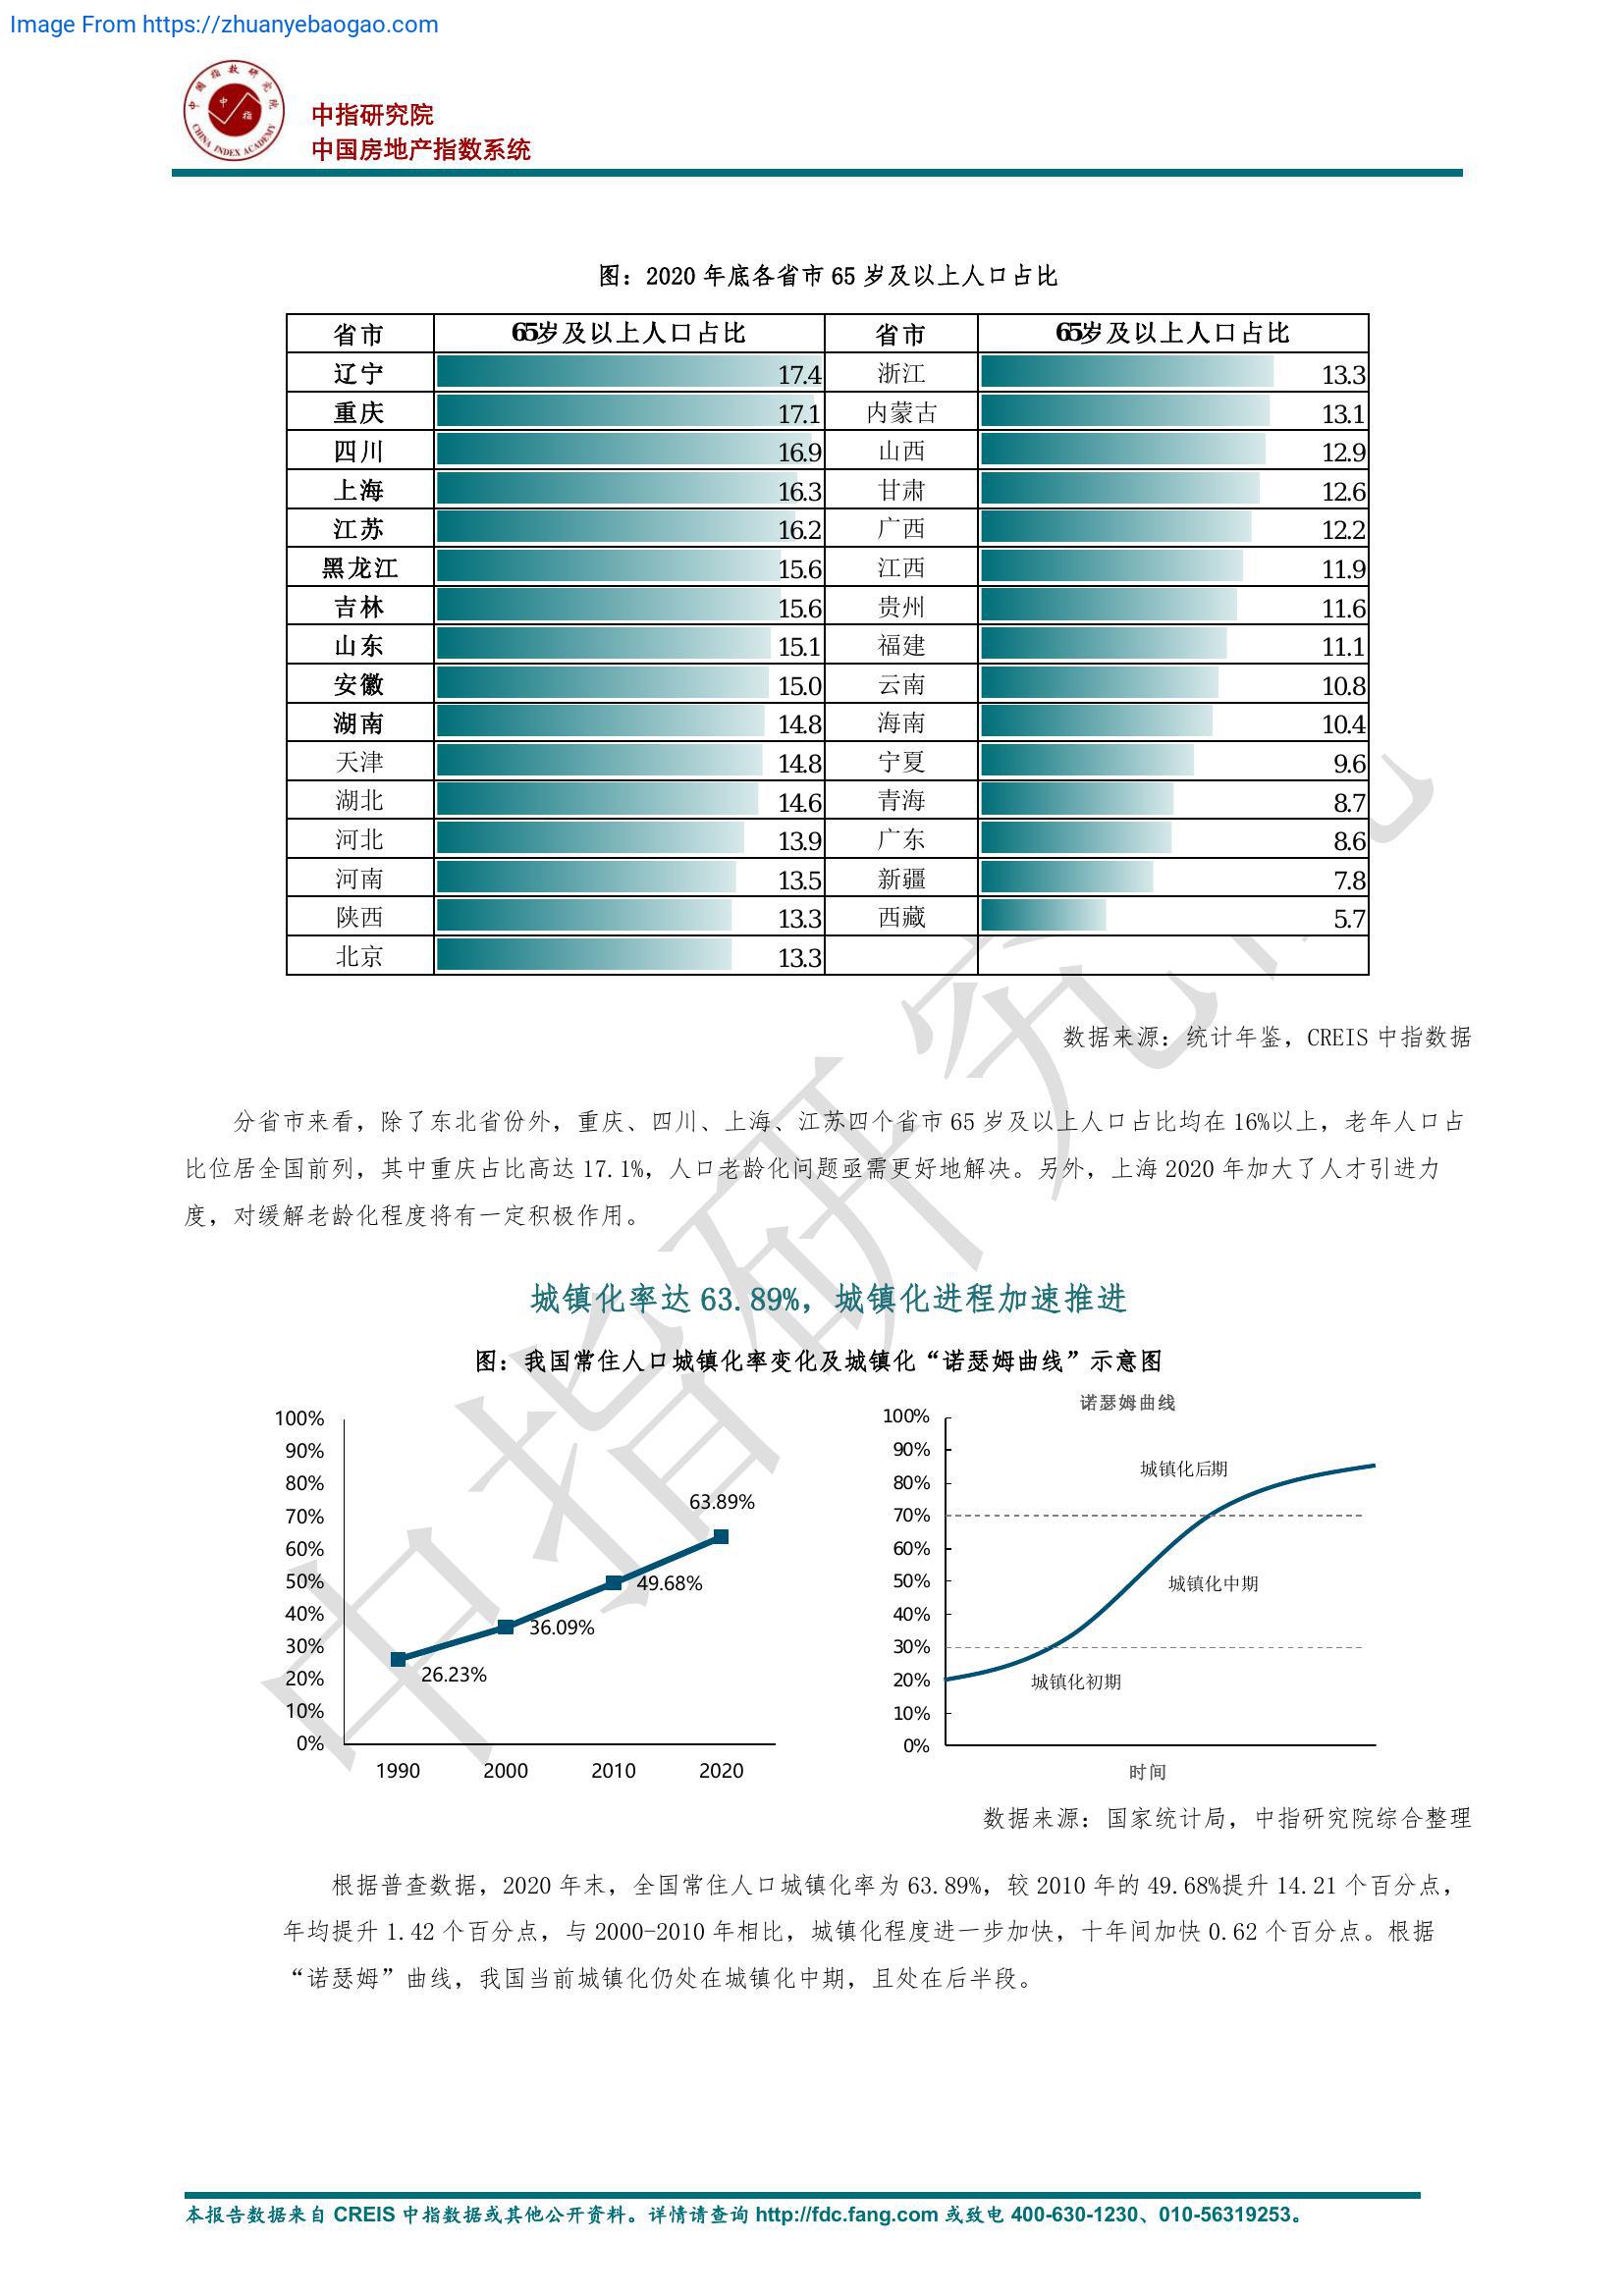 Image From https://zhuanyebaogao.com
中国指数研究院
中
指
CHINA INDEX ACADEMY
中指研究院
中国房地产指数系统
图：2020 年底各省市 65 岁及以上人口占比
省市 65岁及以上人口占比 省市 65岁及以上人口占比
辽宁 17.4 浙江 13.3
重庆 17.1 内蒙古 13.1
四川 16.9 山西 12.9
上海 16.3 甘肃 12.6
江苏 16.2 广西 12.2
黑龙江 15.6 江西 11.9
吉林 15.6 贵州 11.6
山东 15.1 福建 11.1
安徽 15.0 云南 10.8
湖南 14.8 海南 10.4
天津 14.8 宁夏 9.6
湖北 14.6 青海 8.7
河北 13.9 广东 8.6
河南 13.5 新疆 7.8
陕西 13.3 西藏 5.7
北京 13.3
数据来源：统计年鉴，CREIS 中指数据
分省市来看，除了东北省份外，重庆、四川、上海、江苏四个省市 65 岁及以上人口占比均在 16%以上，老年人口占
比位居全国前列，其中重庆占比高达 17.1%，人口老龄化问题亟需更好地解决。另外，上海 2020 年加大了人才引进力
度，对缓解老龄化程度将有一定积极作用。
城镇化率达 63.89%，城镇化进程加速推进
图：我国常住人口城镇化率变化及城镇化“诺瑟姆曲线”示意图
100%
90%
80%
70%
60%
50%
40%
30%
20%
10%
0%
63.89%
49.68%
36.09%
26.23%
1990 2000 2010 2020
诺瑟姆曲线
100%
90%
80%
70%
60%
50%
40%
30%
20%
10%
0%
城镇化后期
城镇化中期
城镇化初期
时间
数据来源：国家统计局，中指研究院综合整理
根据普查数据，2020 年末，全国常住人口城镇化率为 63.89%，较 2010 年的 49.68%提升 14.21 个百分点，
年均提升 1.42 个百分点，与 2000-2010 年相比，城镇化程度进一步加快，十年间加快 0.62 个百分点。根据
“诺瑟姆”曲线，我国当前城镇化仍处在城镇化中期，且处在后半段。
中指研究院
本报告数据来自 CREIS 中指数据或其他公开资料。详情请查询 http://fdc.fang.com 或致电 400-630-1230、010-56319253。